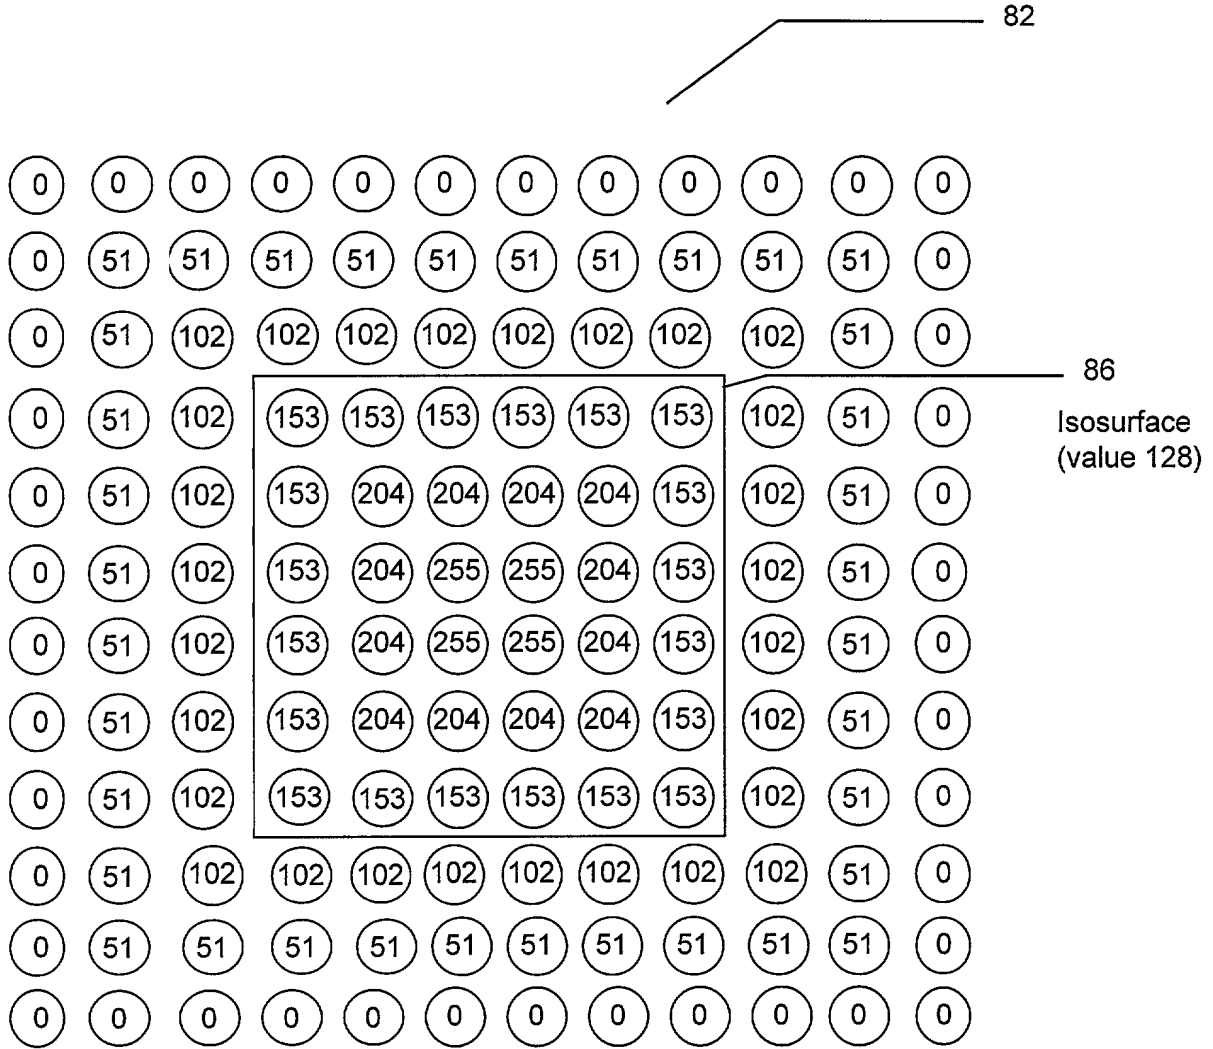 82
0 0 0 0 0 0 0 0 0 0 0 0
0 51 51 51 51 51 51 51 51 51 51 0
0 51 102 102 102 102 102 102 102 102 51 0
86
0 51 102 153 153 153 153 153 153 102 51 0
Isosurface
(value 128)
0 51 102 153 204 204 204 204 153 102 51 0
0 51 102 153 204 255 255 204 153 102 51 0
0 51 102 153 204 255 255 204 153 102 51 0
0 51 102 153 204 204 204 204 153 102 51 0
0 51 102 153 153 153 153 153 153 102 51 0
0 51 102 102 102 102 102 102 102 102 51 0
0 51 51 51 51 51 51 51 51 51 51 0
0 0 0 0 0 0 0 0 0 0 0 0